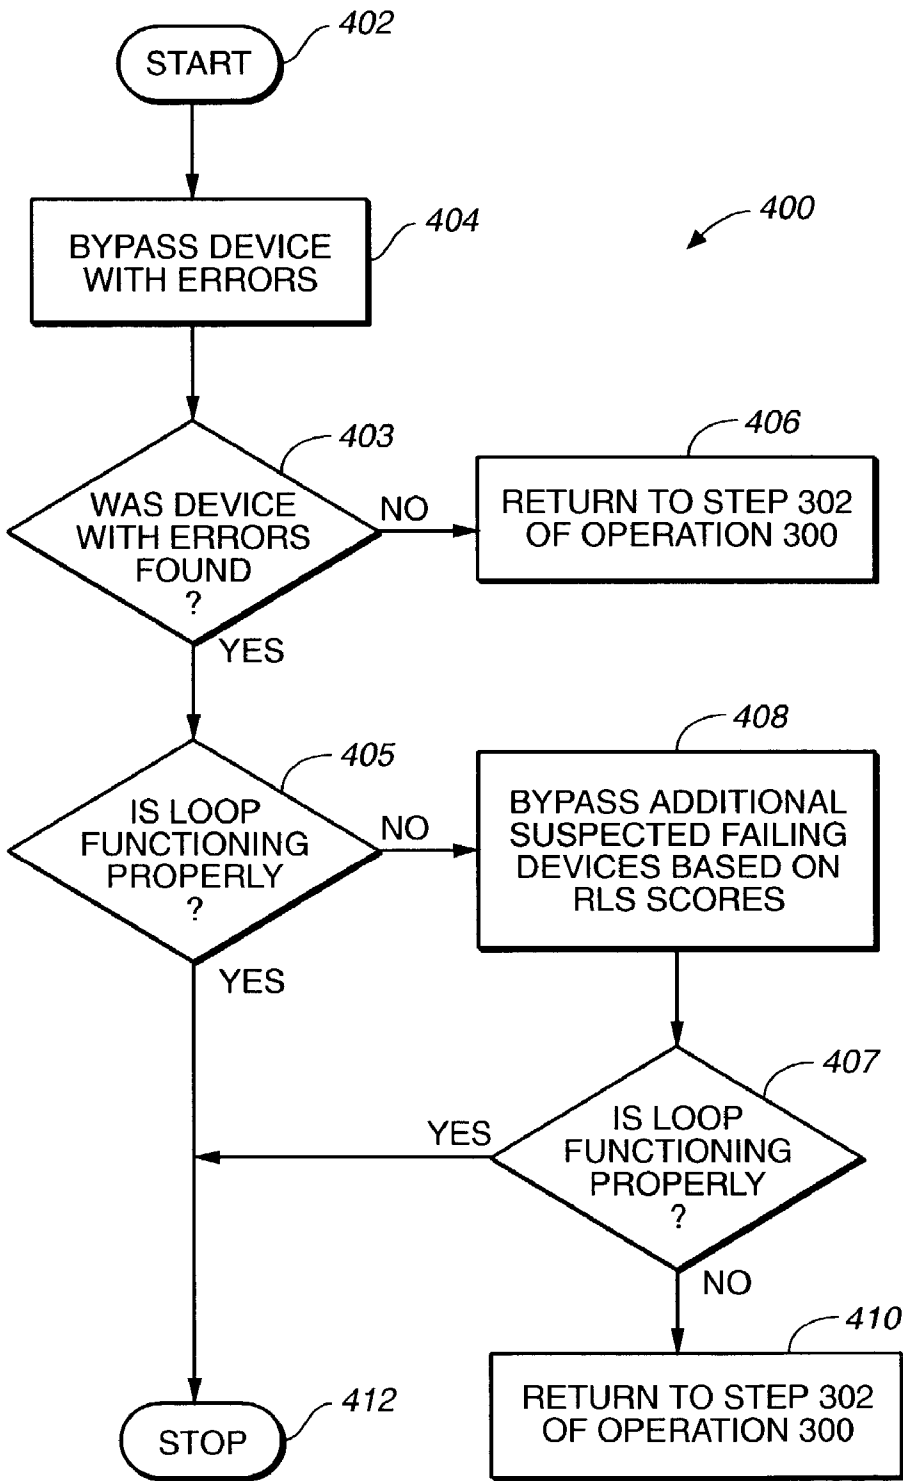 402
START
404
400
BYPASS DEVICE
WITH ERRORS
403
406
WAS DEVICE
WITH ERRORS
FOUND
?
NO
RETURN TO STEP 302
OF OPERATION 300
YES
405
408
IS LOOP
FUNCTIONING
PROPERLY
?
NO
BYPASS ADDITIONAL
SUSPECTED FAILING
DEVICES BASED ON
RLS SCORES
YES
407
IS LOOP
FUNCTIONING
PROPERLY
?
YES
NO
410
RETURN TO STEP 302
OF OPERATION 300
412
STOP